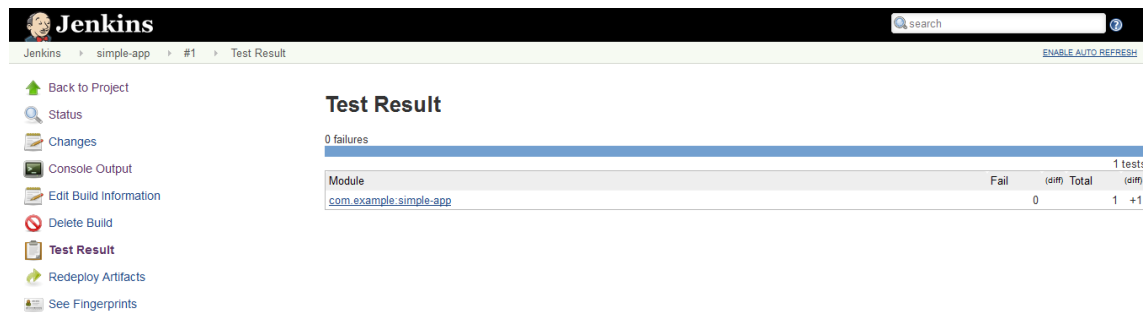 Jenkins
search
Jenkins simple-app #1 Test Result
ENABLE AUTO REFRESH
Back to Project
Status
Changes
Console Output
Edit Build Information
Delete Build
Test Result
Redeploy Artifacts
See Fingerprints
Test Result
0 failures
1 tests
Module Fail (diff) Total (diff)
com.example:simple-app 0 1 +1